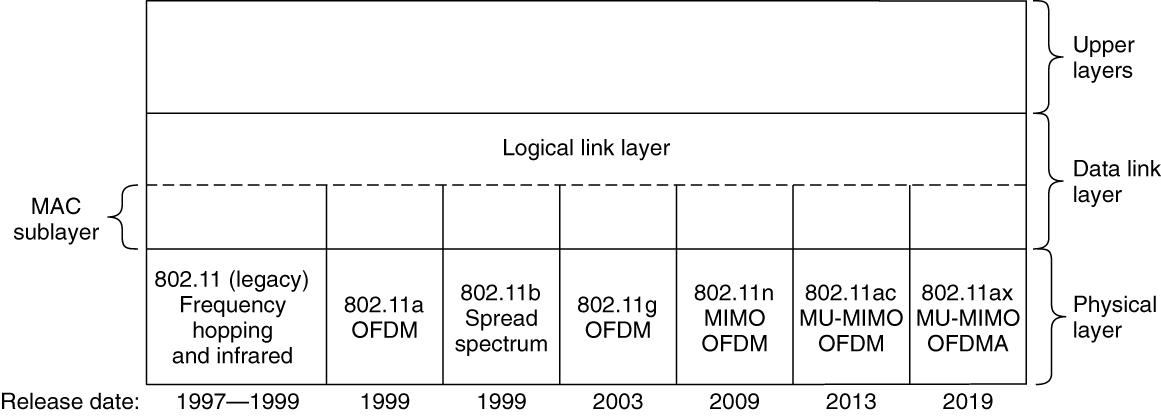 Upper
layers
Logical link layer
Data link
layer
MAC
sublayer
802.11 (legacy)
Frequency
hopping
and infrared
802.11a
OFDM
802.11b
Spread
spectrum
802.11g
OFDM
802.11n
MIMO
OFDM
802.11ac
MU-MIMO
OFDM
802.11ax
MU-MIMO
OFDMA
Physical
layer
Release date: 1997—1999 1999 1999 2003 2009 2013 2019